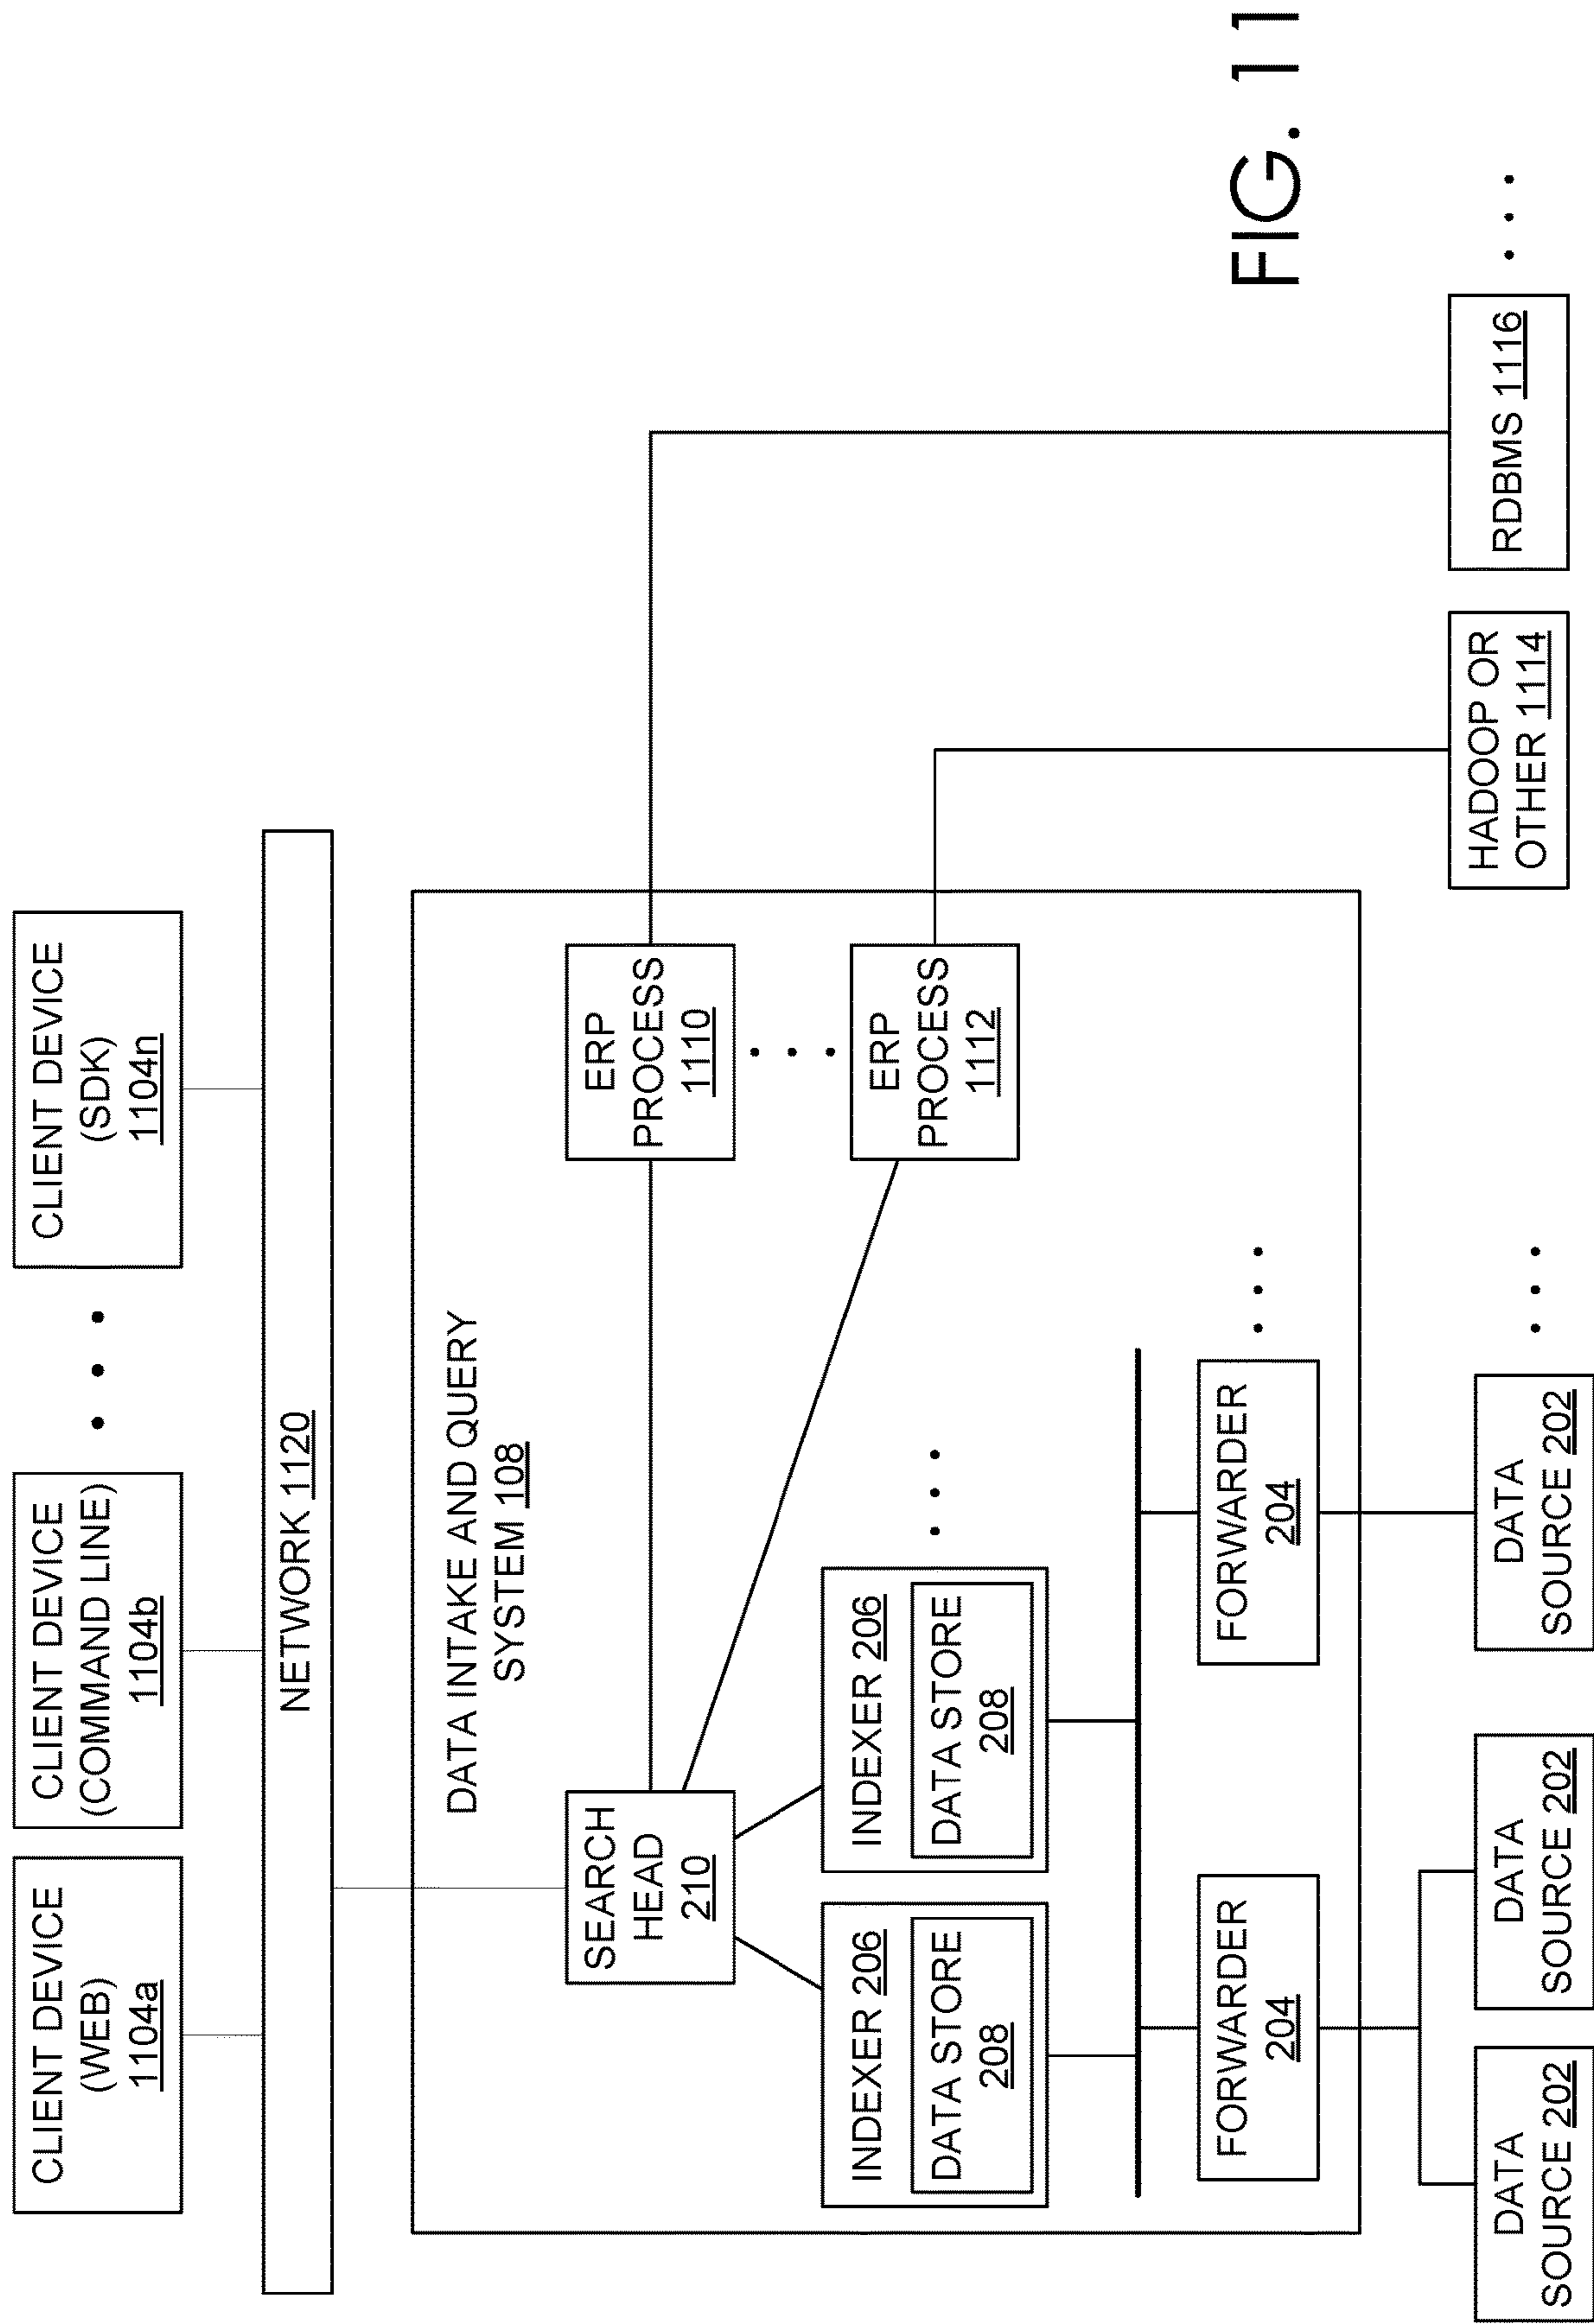 CLIENT DEVICE
(WEB)
1104a
CLIENT DEVICE
(COMMAND LINE)
1104b
CLIENT DEVICE
(SDK)
1104n
NETWORK 1120
DATA INTAKE AND QUERY
SYSTEM 108
SEARCH
HEAD
210
ERP
PROCESS
1110
ERP
PROCESS
1112
INDEXER 206
DATA STORE
208
INDEXER 206
DATA STORE
208
FORWARDER
204
FORWARDER
204
DATA
SOURCE 202
DATA
SOURCE 202
DATA
SOURCE 202
HADOOP OR
OTHER 1114
RDBMS 1116
FIG. 11